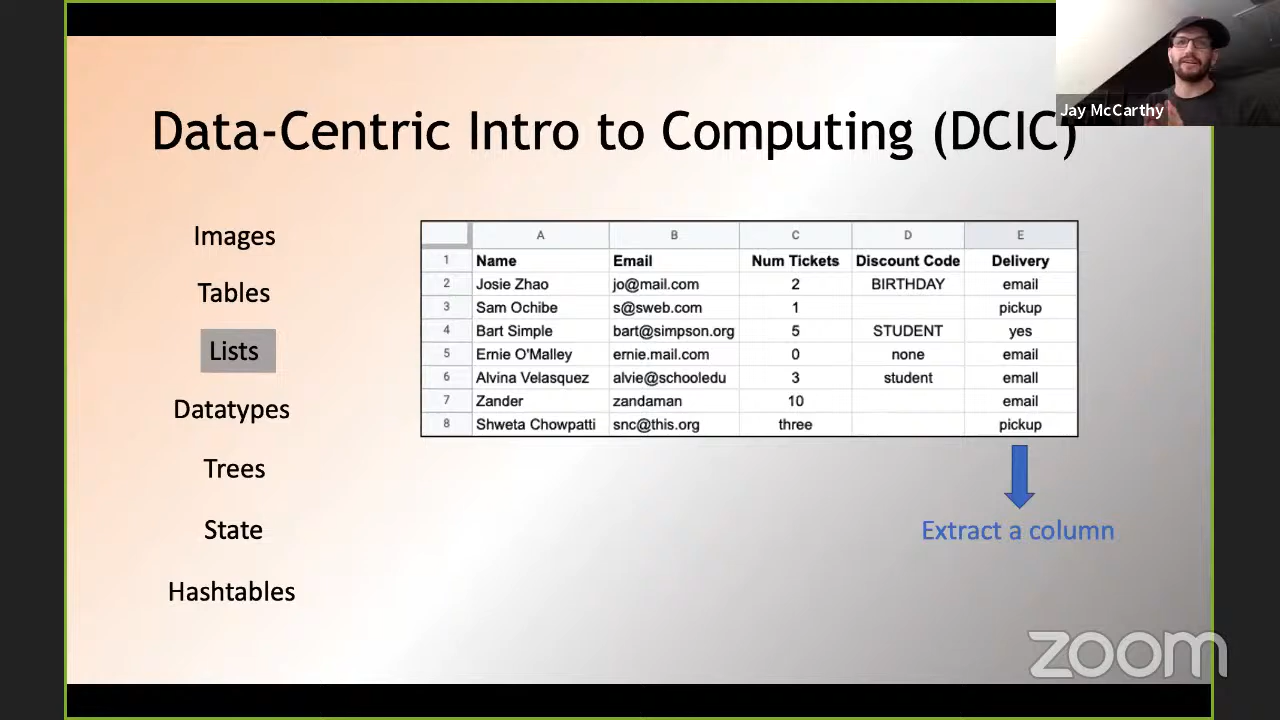 Jay McCarthy
Data-Centric Intro to Computing (DCIC)
Images
Tables
Lists
Datatypes
Trees
State
Hashtables
A B C D E
1 Name Email Num Tickets Discount Code Delivery
2 Josie Zhao jo@mail.com 2 BIRTHDAY email
3 Sam Ochibe s@sweb.com 1 pickup
4 Bart Simple bart@simpson.org 5 STUDENT yes
5 Ernie O'Malley ernie.mail.com 0 none email
6 Alvina Velasquez alvie@schooledu 3 student emall
7 Zander zandaman 10 email
8 Shweta Chowpatti snc@this.org three pickup
Extract a column
zoom